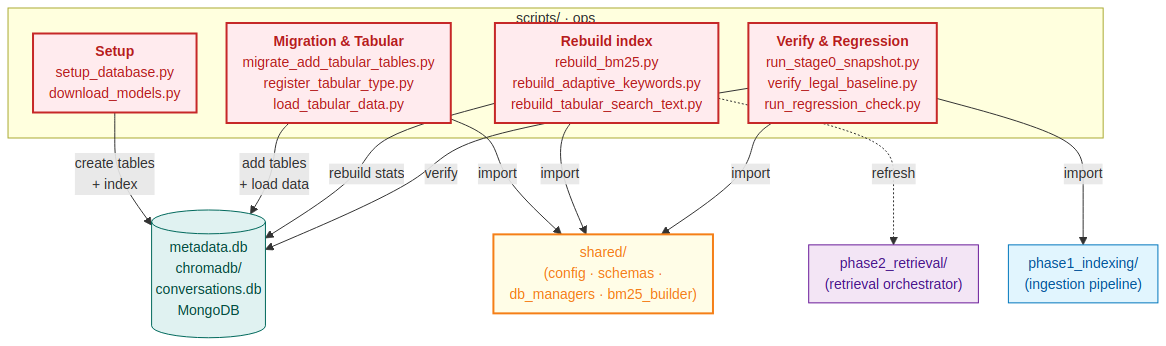 scripts/ · ops
Setup
setup_database.py
download_models.py
Migration & Tabular
migrate_add_tabular_tables.py
register_tabular_type.py
load_tabular_data.py
Rebuild index
rebuild_bm25.py
rebuild_adaptive_keywords.py
rebuild_tabular_search_text.py
Verify & Regression
run_stage0_snapshot.py
verify_legal_baseline.py
run_regression_check.py
create tables
+ index
add tables
+ load data
rebuild stats
verify
import
import
import
refresh
import
metadata.db
chromadb/
conversations.db
MongoDB
shared/
(config · schemas ·
db_managers · bm25_builder)
phase2_retrieval/
(retrieval orchestrator)
phase1_indexing/
(ingestion pipeline)